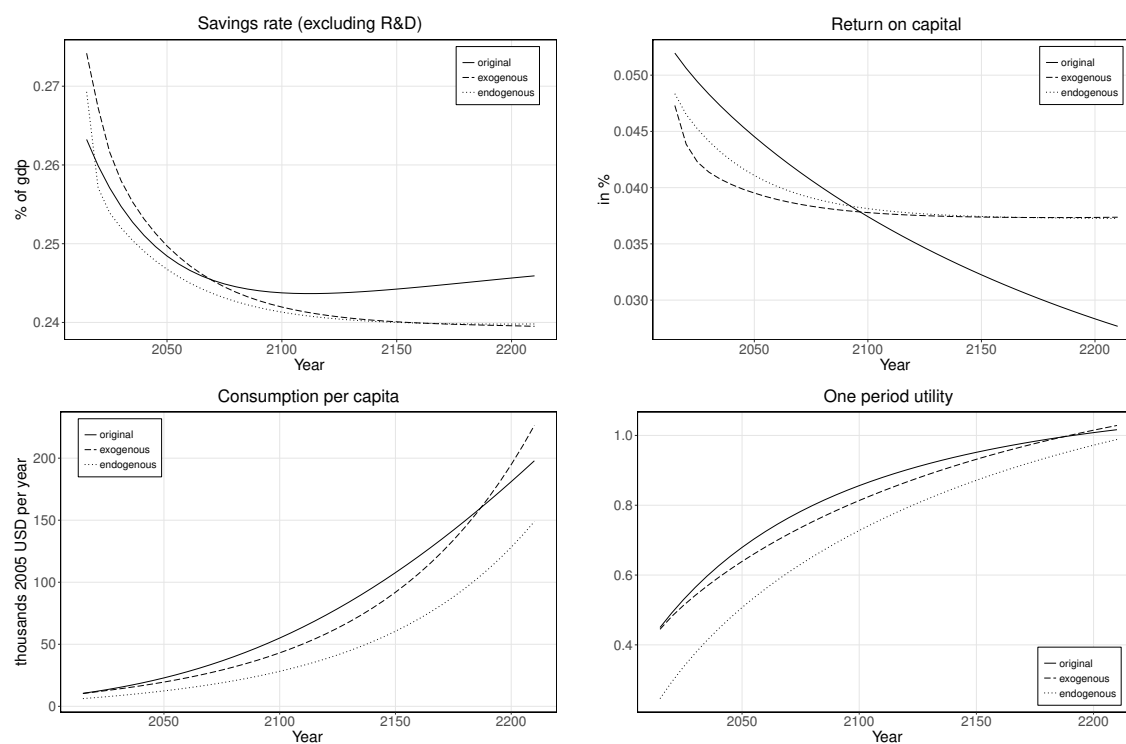 Savings rate (excluding R&D)
% of gdp
0.27
0.26
0.25
0.24
original
exogenous
endogenous
2050 2100 2150 2200
Year
Return on capital
in %
0.050
0.045
0.040
0.035
0.030
original
exogenous
endogenous
2050 2100 2150 2200
Year
Consumption per capita
thousands 2005 USD per year
200
150
100
50
0
original
exogenous
endogenous
2050 2100 2150 2200
Year
One period utility
1.0
0.8
0.6
0.4
original
exogenous
endogenous
2050 2100 2150 2200
Year